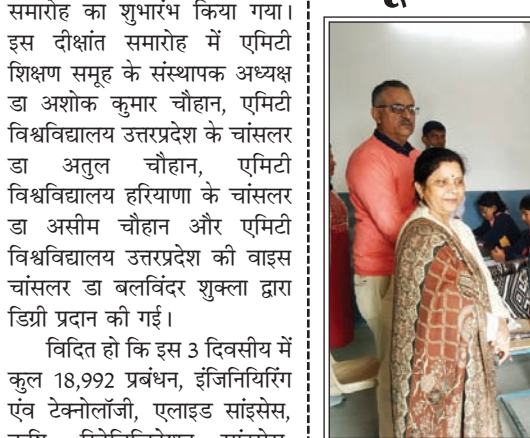 समारोह का शुभारंभ किया गया।
इस दीक्षांत समारोह में एमिटी
शिक्षण समूह के संस्थापक अध्यक्ष
डा अशोक कुमार चौहान, एमिटी
विश्वविद्यालय उत्तरप्रदेश के चांसलर
डा अतुल चौहान, एमिटी
विश्वविद्यालय हरियाणा के चांसलर
डा असीम चौहान और एमिटी
विश्वविद्यालय उत्तरप्रदेश की वाइस
चांसलर डा बलविंदर शुक्ला द्वारा
डिग्री प्रदान की गई।
विदित हो कि इस 3 दिवसीय में
कुल 18,992 प्रबंधन, इंजिनियिरिंग
एंव टेक्नोलॉजी, एलाइड सांइसेस,